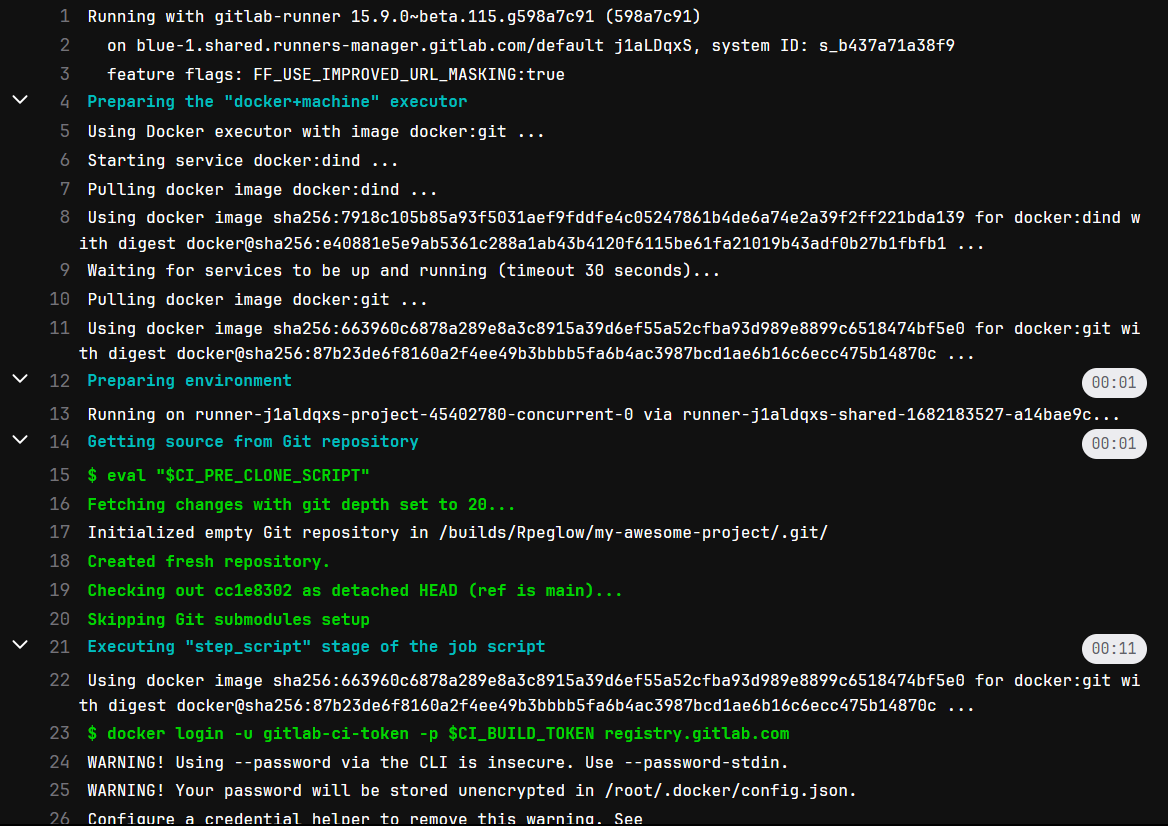 1 Running with gitlab-runner 15.9.0~beta.115.g598a7c91 (598a7c91)
2 on blue-1.shared.runners-manager.gitlab.com/default j1aLDqxS, system ID: s_b437a71a38f9
3 feature flags: FF_USE_IMPROVED_URL_MASKING:true
4 Preparing the "docker+machine" executor
5 Using Docker executor with image docker:git ...
6 Starting service docker:dind ...
7 Pulling docker image docker:dind ...
8 Using docker image sha256:7918c105b85a93f5031aef9fddfe4c05247861b4de6a74e2a39f2ff221bda139 for docker:dind w
ith digest docker@sha256:e40881e5e9ab5361c288a1ab43b4120f6115be61fa21019b43adf0b27b1fbfb1 ...
9 Waiting for services to be up and running (timeout 30 seconds)...
10 Pulling docker image docker:git ...
11 Using docker image sha256:663960c6878a289e8a3c8915a39d6ef55a52cfba93d989e8899c6518474bf5e0 for docker:git wi
th digest docker@sha256:87b23de6f8160a2f4ee49b3bbbb5fa6b4ac3987bcd1ae6b16c6ecc475b14870c ...
12 Preparing environment 00:01
13 Running on runner-j1aldqxs-project-45402780-concurrent-0 via runner-j1aldqxs-shared-1682183527-a14bae9c...
14 Getting source from Git repository 00:01
15 $ eval "$CI_PRE_CLONE_SCRIPT"
16 Fetching changes with git depth set to 20...
17 Initialized empty Git repository in /builds/Rpeglow/my-awesome-project/.git/
18 Created fresh repository.
19 Checking out cc1e8302 as detached HEAD (ref is main)...
20 Skipping Git submodules setup
21 Executing "step_script" stage of the job script 00:11
22 Using docker image sha256:663960c6878a289e8a3c8915a39d6ef55a52cfba93d989e8899c6518474bf5e0 for docker:git wi
th digest docker@sha256:87b23de6f8160a2f4ee49b3bbbb5fa6b4ac3987bcd1ae6b16c6ecc475b14870c ...
23 $ docker login -u gitlab-ci-token -p $CI_BUILD_TOKEN registry.gitlab.com
24 WARNING! Using --password via the CLI is insecure. Use --password-stdin.
25 WARNING! Your password will be stored unencrypted in /root/.docker/config.json.
26 Configure a credential helper to remove this warning. See